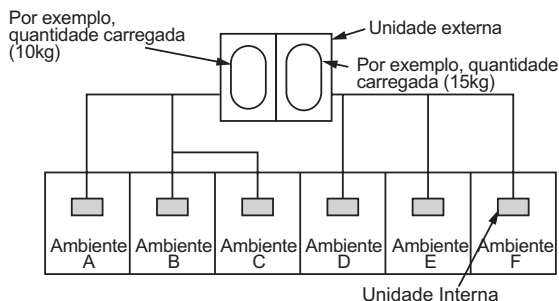 Por exemplo,
quantidade carregada
(10kg)
Unidade externa
Por exemplo, quantidade
carregada (15kg)
Ambiente
A
Ambiente
B
Ambiente
C
Ambiente
D
Ambiente
E
Ambiente
F
Unidade Interna